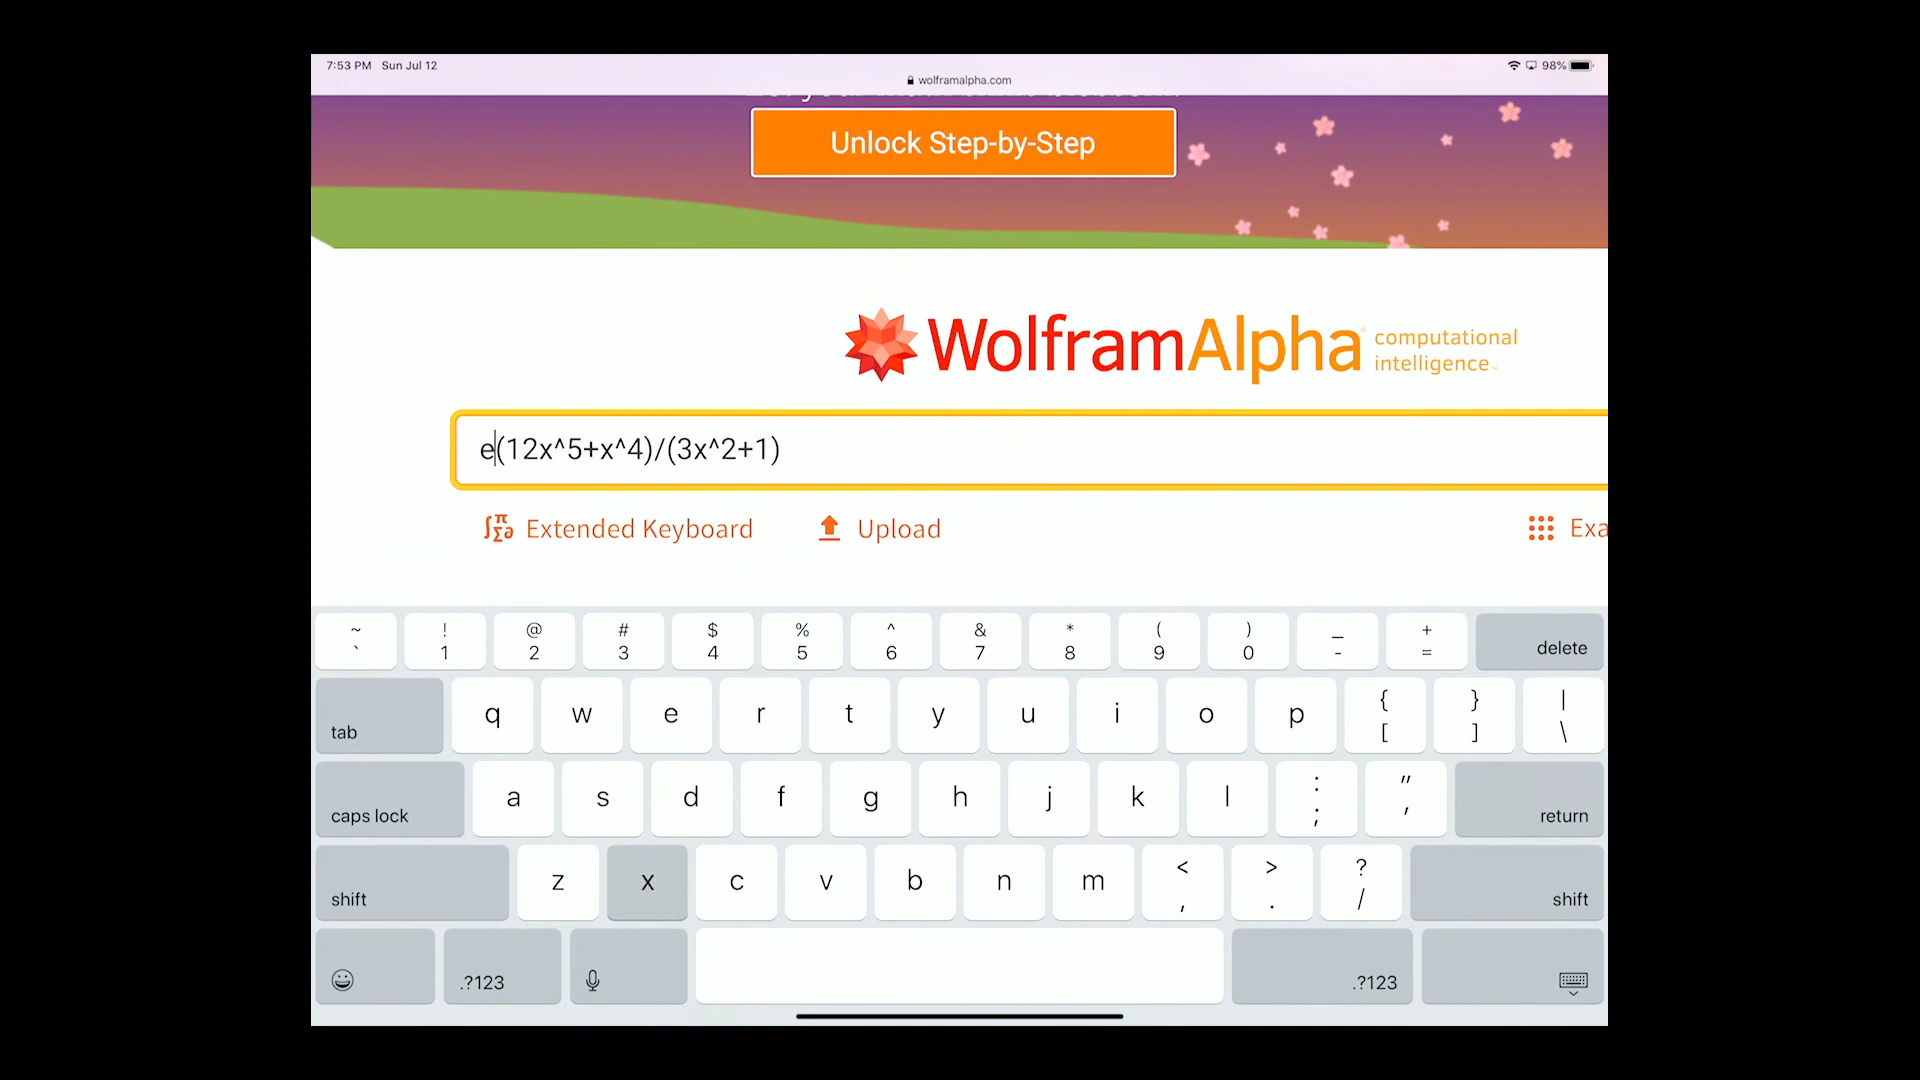 7:53 PM Sun Jul 12
98%
wolframalpha.com
Unlock Step-by-Step
WolframAlpha computational intelligence
e(12x^5+x^4)/(3x^2+1)
Extended Keyboard
Upload
Exa
~ ! @ # $ % ^ & * ( ) _ +
` 1 2 3 4 5 6 7 8 9 0 - = delete
tab q w e r t y u i o p { [ } ] | \
caps lock a s d f g h j k l : ; " ' return
shift z x c v b n m < , > . ? / shift
.?123 .?123